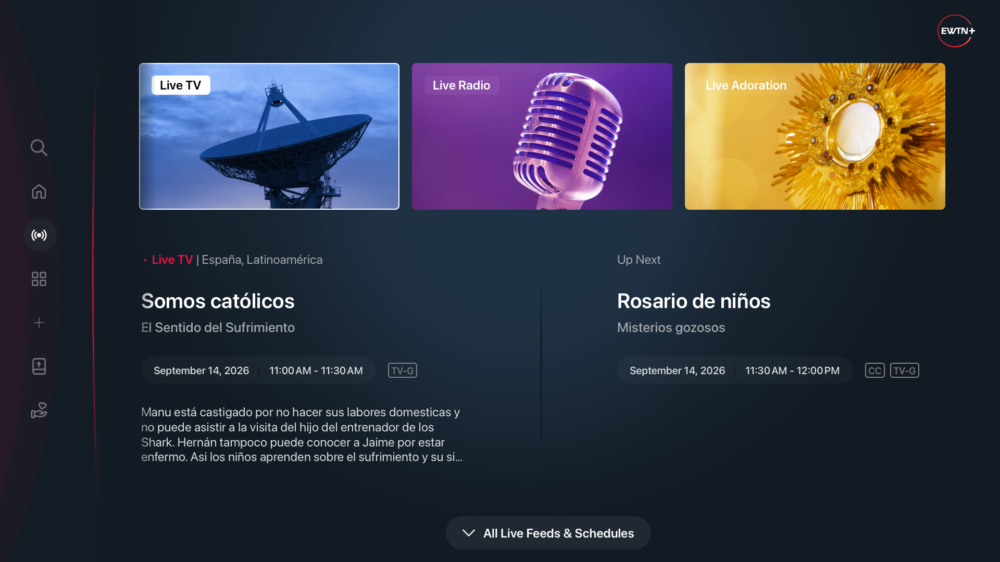 EWTN+
Live TV
Live Radio
Live Adoration
• Live TV | España, Latinoamérica
Somos católicos
El Sentido del Sufrimiento
September 14, 2026 | 11:00 AM - 11:30 AM
TV-G
Manu está castigado por no hacer sus labores domesticas y
no puede asistir a la visita del hijo del entrenador de los
Shark. Hernán tampoco puede conocer a Jaime por estar
enfermo. Asi los niños aprenden sobre el sufrimiento y su si...
Up Next
Rosario de niños
Misterios gozosos
September 14, 2026 | 11:30 AM - 12:00 PM
CC TV-G
All Live Feeds & Schedules